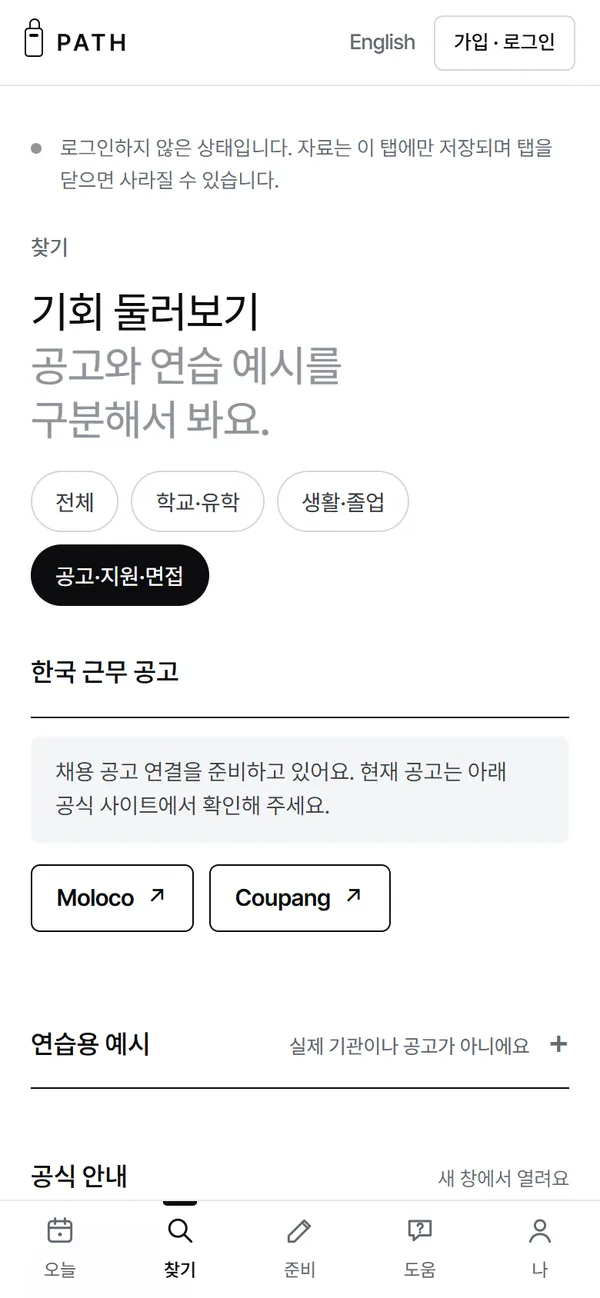 PATH
English
가입 · 로그인
로그인하지 않은 상태입니다. 자료는 이 탭에만 저장되며 탭을
닫으면 사라질 수 있습니다.
찾기
기회 둘러보기
공고와 연습 예시를
구분해서 봐요.
전체
학교·유학
생활·졸업
공고·지원·면접
한국 근무 공고
채용 공고 연결을 준비하고 있어요. 현재 공고는 아래
공식 사이트에서 확인해 주세요.
Moloco ↗
Coupang ↗
연습용 예시
실제 기관이나 공고가 아니에요 +
공식 안내
새 창에서 열려요
오늘
찾기
준비
도움
나